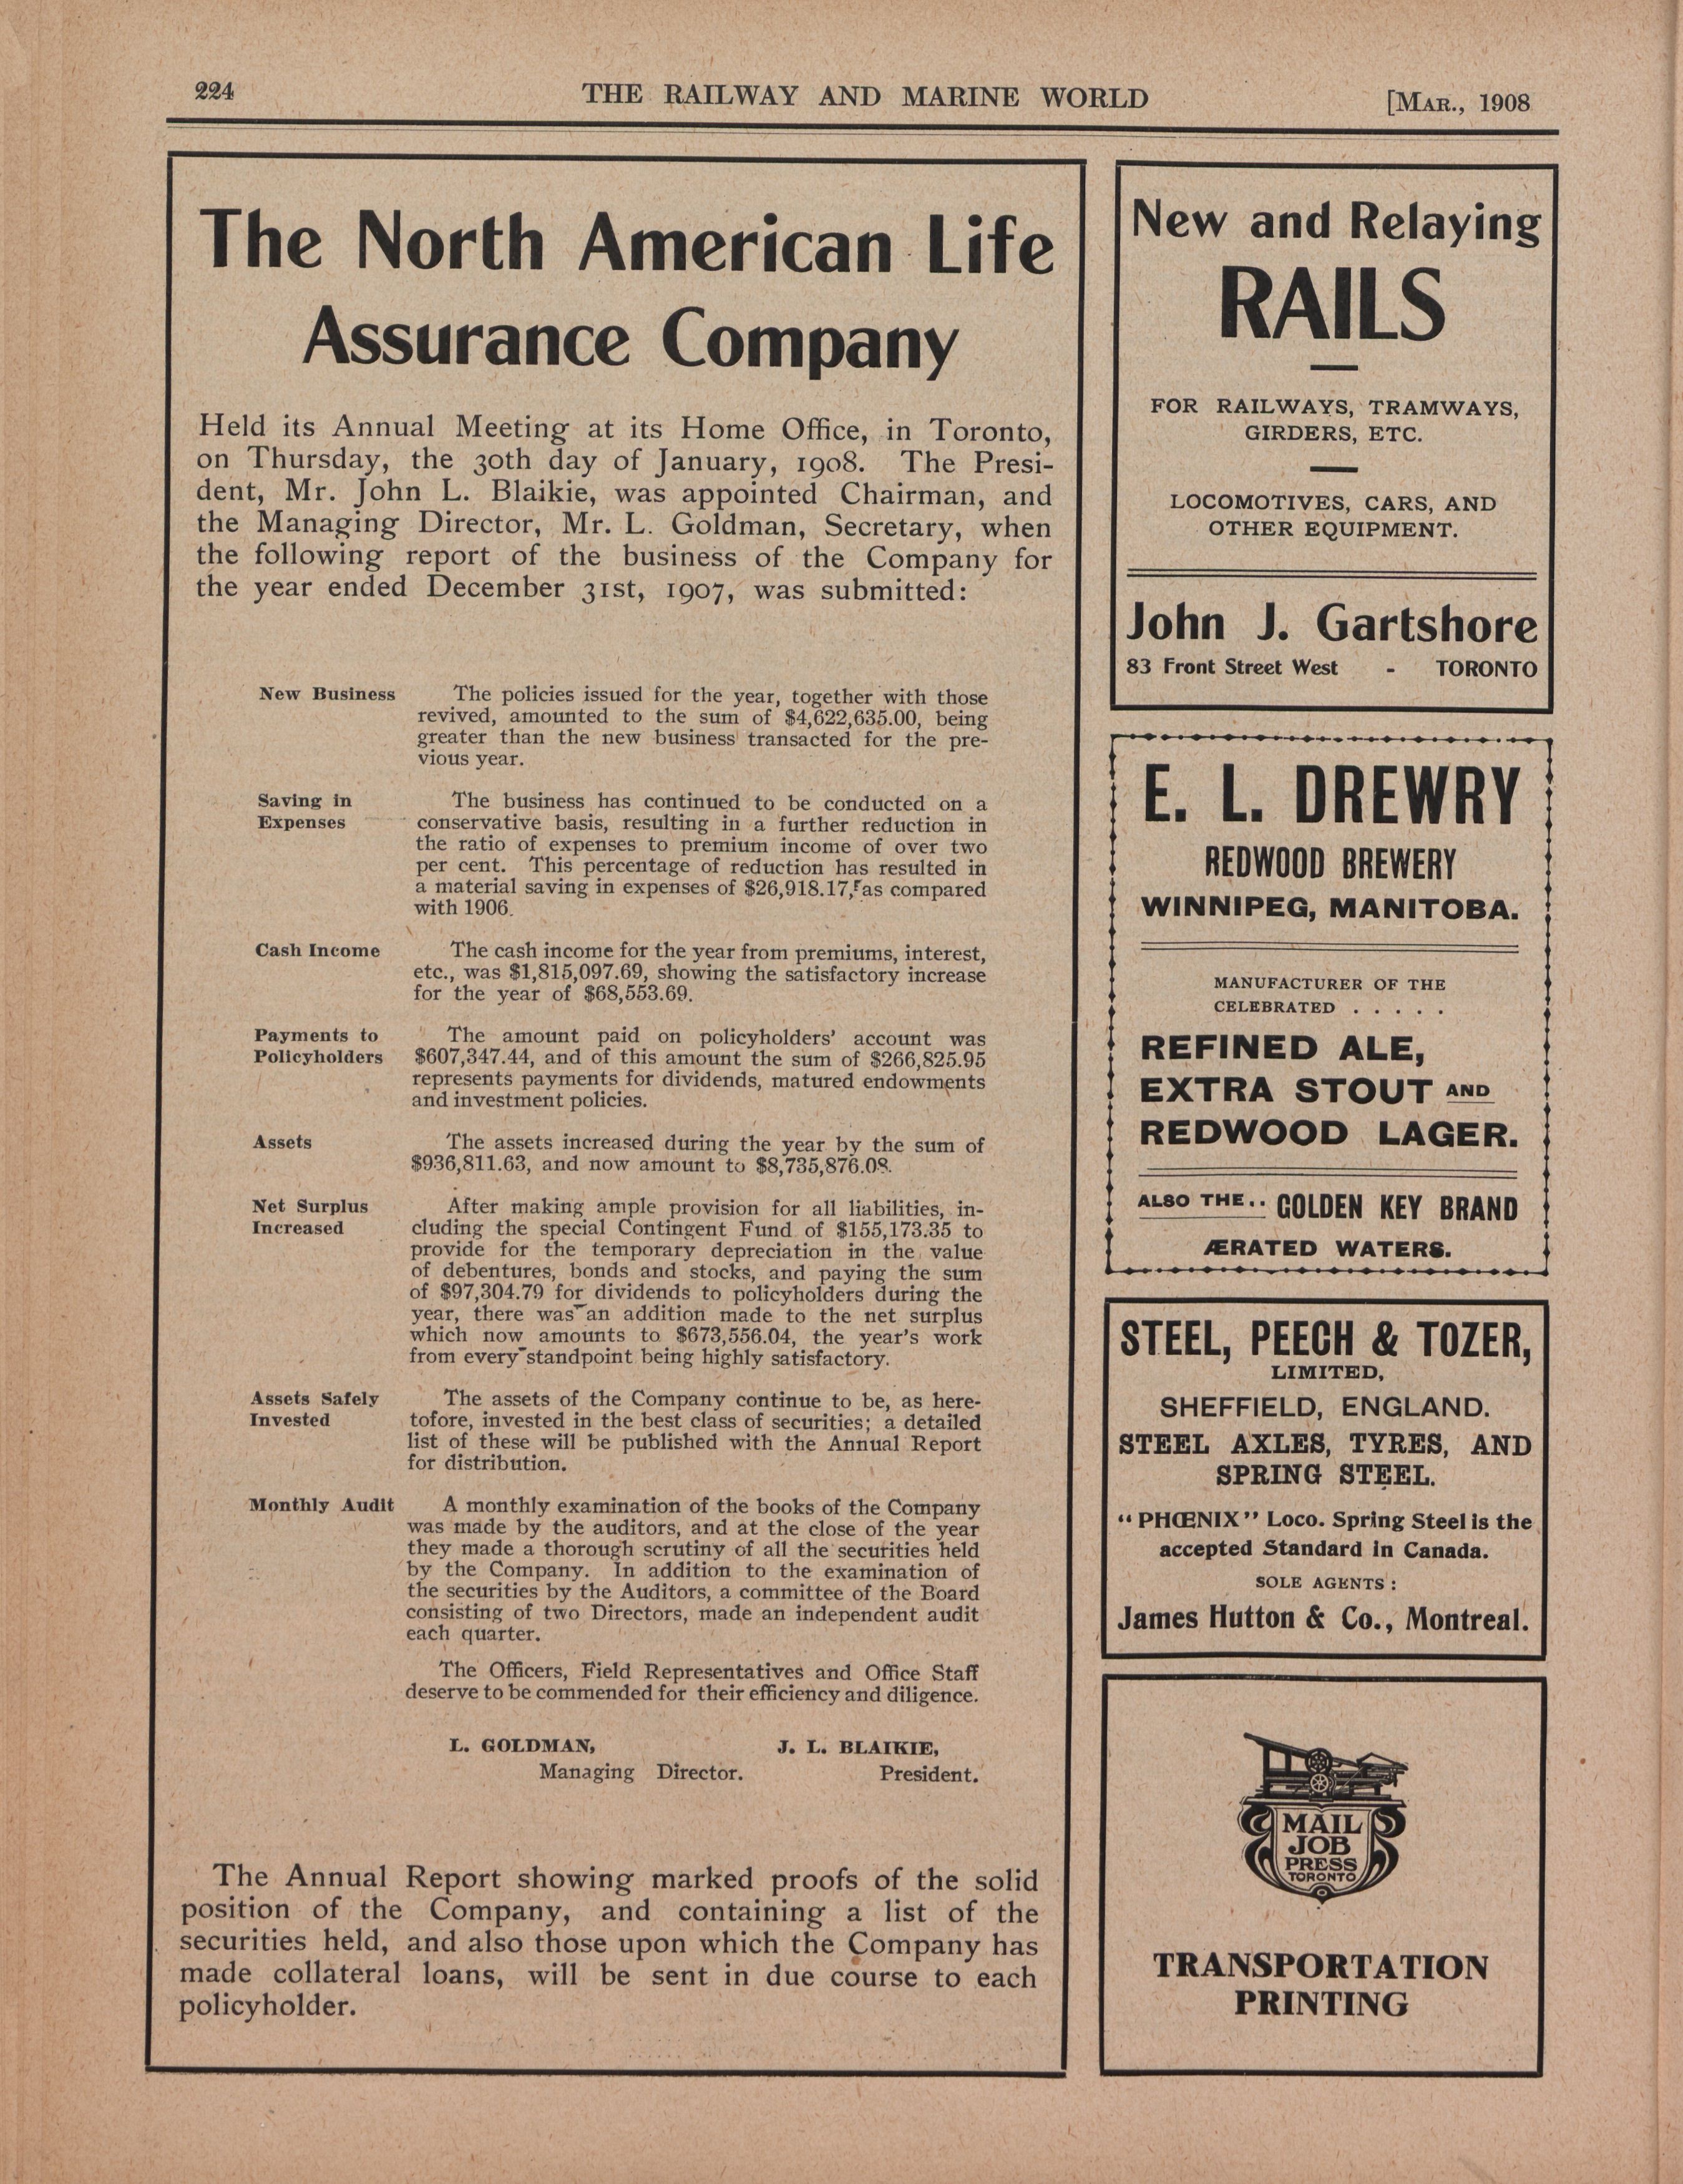 224
THE RAILWAY AND MARINE WORLD
[MAR., 1908
The North American Life
Assurance Company
Held its Annual Meeting at its Home Office, in Toronto,
on Thursday, the 30th day of January, 1908. The Presi-
dent, Mr. John L. Blaikie, was appointed Chairman, and
the Managing Director, Mr. L. Goldman, Secretary, when
the following report of the business of the Company for
the year ended December 31st, 1907, was submitted:
New Business
The policies issued for the year, together with those
revived, amounted to the sum of $4,622,635.00, being
greater than the new business transacted for the pre-
vious year.
Saving in
Expenses
The business has continued to be conducted on a
conservative basis, resulting in a further reduction in
the ratio of expenses to premium income of over two
per cent. This percentage of reduction has resulted in
a material saving in expenses of $26,918.17, as compared
with 1906.
Cash Income
The cash income for the year from premiums, interest,
etc., was $1,815,097.69, showing the satisfactory increase
for the year of $68,553.69.
Payments to
Policyholders
The amount paid on policyholders' account was
$607,347.44, and of this amount the sum of $266,825.95
represents payments for dividends, matured endowments
and investment policies.
Assets
The assets increased during the year by the sum of
$936,811.63, and now amount to $8,735,876.08.
Net Surplus
Increased
After making ample provision for all liabilities, in-
cluding the special Contingent Fund of $155,173.35 to
provide for the temporary depreciation in the value
of debentures, bonds and stocks, and paying the sum
of $97,304.79 for dividends to policyholders during the
year, there was an addition made to the net surplus
which now amounts to $673,556.04, the year's work
from every standpoint being highly satisfactory.
Assets Safely
Invested
The assets of the Company continue to be, as here-
tofore, invested in the best class of securities; a detailed
list of these will be published with the Annual Report
for distribution.
Monthly Audit
A monthly examination of the books of the Company
was made by the auditors, and at the close of the year
they made a thorough scrutiny of all the securities held
by the Company. In addition to the examination of
the securities by the Auditors, a committee of the Board
consisting of two Directors, made an independent audit
each quarter.
The Officers, Field Representatives and Office Staff
deserve to be commended for their efficiency and diligence.
L. GOLDMAN,
Managing Director.
J. L. BLAIKIE,
President.
The Annual Report showing marked proofs of the solid
position of the Company, and containing a list of the
securities held, and also those upon which the Company has
made collateral loans, will be sent in due course to each
policyholder.
New and Relaying
RAILS
FOR RAILWAYS, TRAMWAYS,
GIRDERS, ETC.
LOCOMOTIVES, CARS, AND
OTHER EQUIPMENT.
John J. Gartshore
83 Front Street West - TORONTO
E. L. DREWRY
REDWOOD BREWERY
WINNIPEG, MANITOBA.
MANUFACTURER OF THE
CELEBRATED . . . . .
REFINED ALE,
EXTRA STOUT AND
REDWOOD LAGER.
ALSO THE.. GOLDEN KEY BRAND
ÆRATED WATERS.
STEEL, PEECH & TOZER,
LIMITED,
SHEFFIELD, ENGLAND.
STEEL AXLES, TYRES, AND
SPRING STEEL.
"PHŒNIX" Loco. Spring Steel is the
accepted Standard in Canada.
SOLE AGENTS:
James Hutton & Co., Montreal.
MAIL
JOB
PRESS
TORONTO
TRANSPORTATION
PRINTING